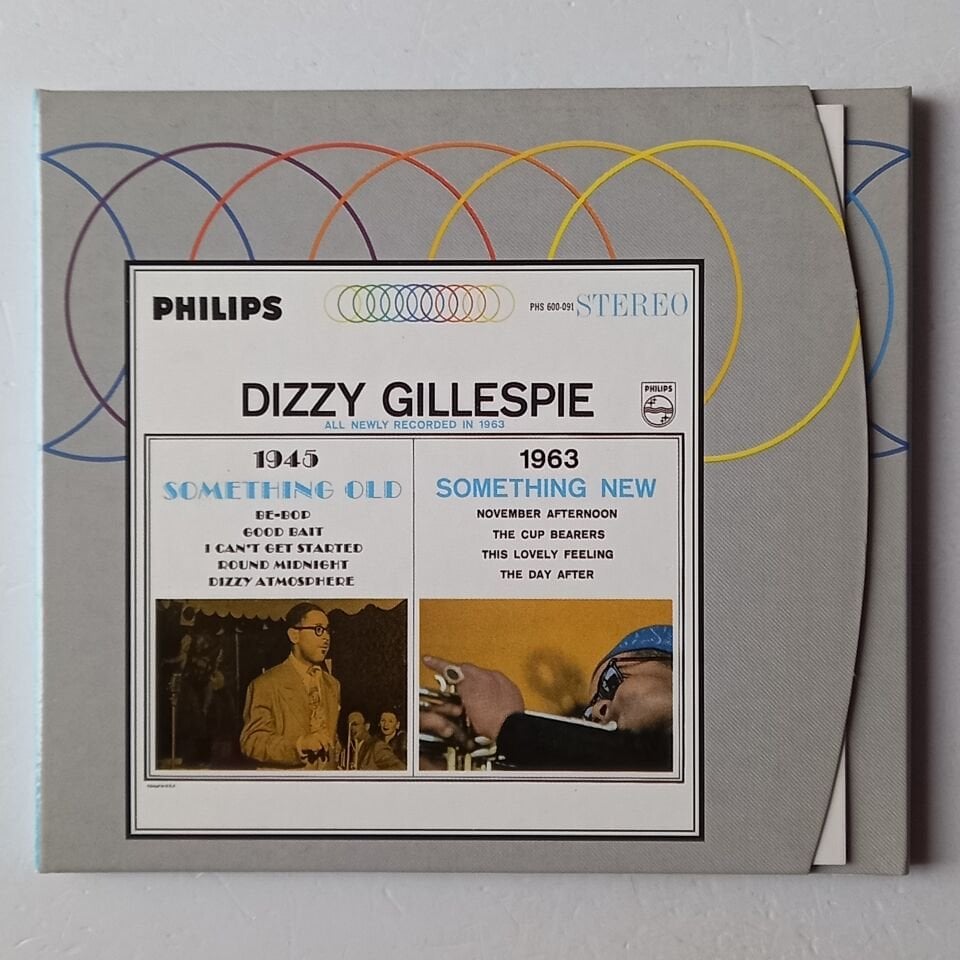 PHILIPS
PHS 600-091 STEREO
DIZZY GILLESPIE
PHILIPS
ALL NEWLY RECORDED IN 1963
1945
SOMETHING OLD
BE-BOP
GOOD BAIT
I CAN'T GET STARTED
ROUND MIDNIGHT
DIZZY ATMOSPHERE
1963
SOMETHING NEW
NOVEMBER AFTERNOON
THE CUP BEARERS
THIS LOVELY FEELING
THE DAY AFTER